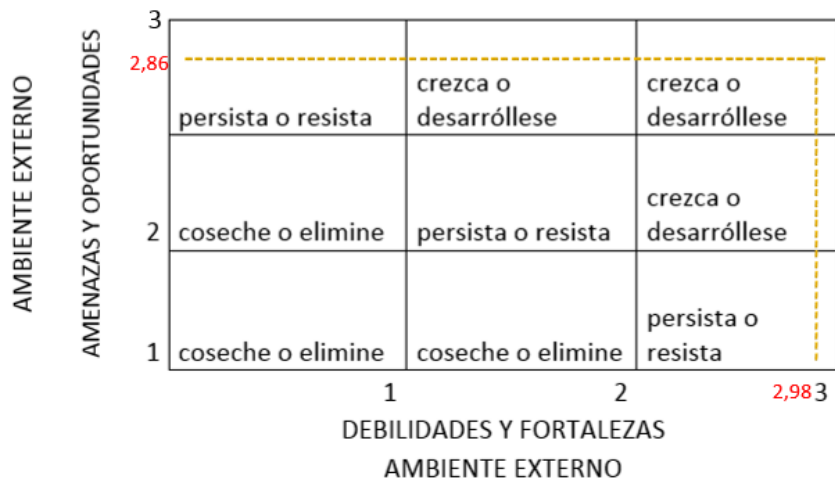 AMBIENTE EXTERNO
AMENAZAS Y OPORTUNIDADES
3
2,86
persista o resista
crezca o
desarróllese
crezca o
desarróllese
2
coseche o elimine
persista o resista
crezca o
desarróllese
1
coseche o elimine
coseche o elimine
persista o
resista
1
2
2,98
3
DEBILIDADES Y FORTALEZAS
AMBIENTE EXTERNO